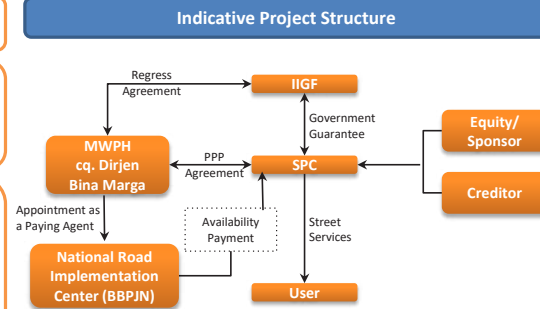 Indicative Project Structure
Regress
Agreement
IIGF
Government
Guarantee
Equity/
Sponsor
MWPH
cq. Dirjen
Bina Marga
PPP
Agreement
SPC
Creditor
Appointment as
a Paying Agent
Availability
Payment
Street
Services
National Road
Implementation
Center (BBPJN)
User